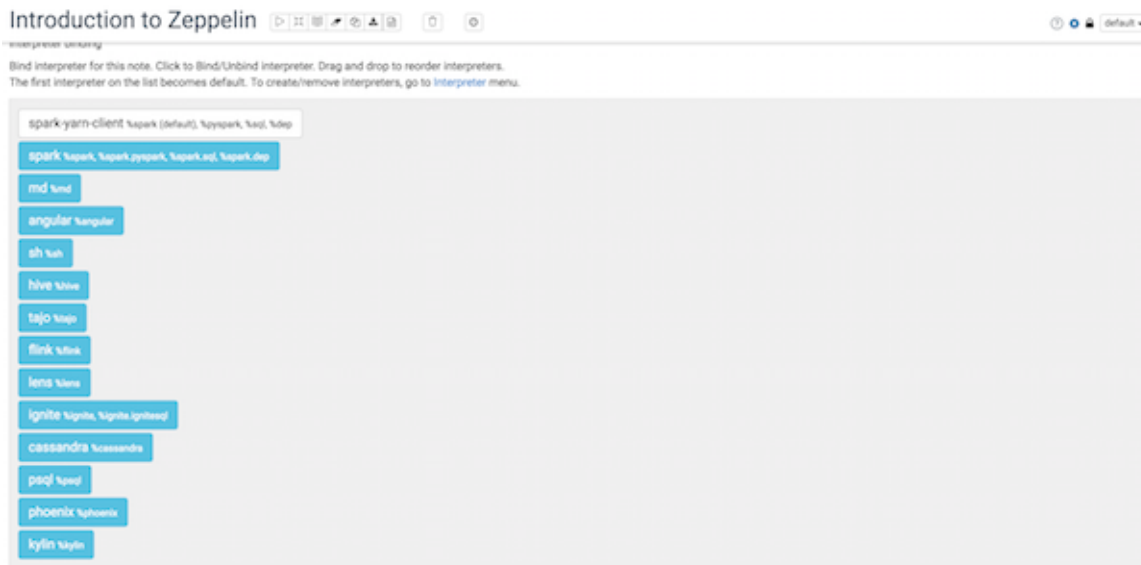 Introduction to Zeppelin
default
Interpreter binding
Bind interpreter for this note. Click to Bind/Unbind interpreter. Drag and drop to reorder interpreters.
The first interpreter on the list becomes default. To create/remove interpreters, go to Interpreter menu.
spark-yarn-client %spark (default), %pyspark, %sql, %dep
spark %spark, %spark.pyspark, %spark.sql, %spark.dep
md %md
angular %angular
sh %sh
hive %hive
tajo %tajo
flink %flink
lens %lens
ignite %ignite, %ignite.ignitesql
cassandra %cassandra
psql %psql
phoenix %phoenix
kylin %kylin